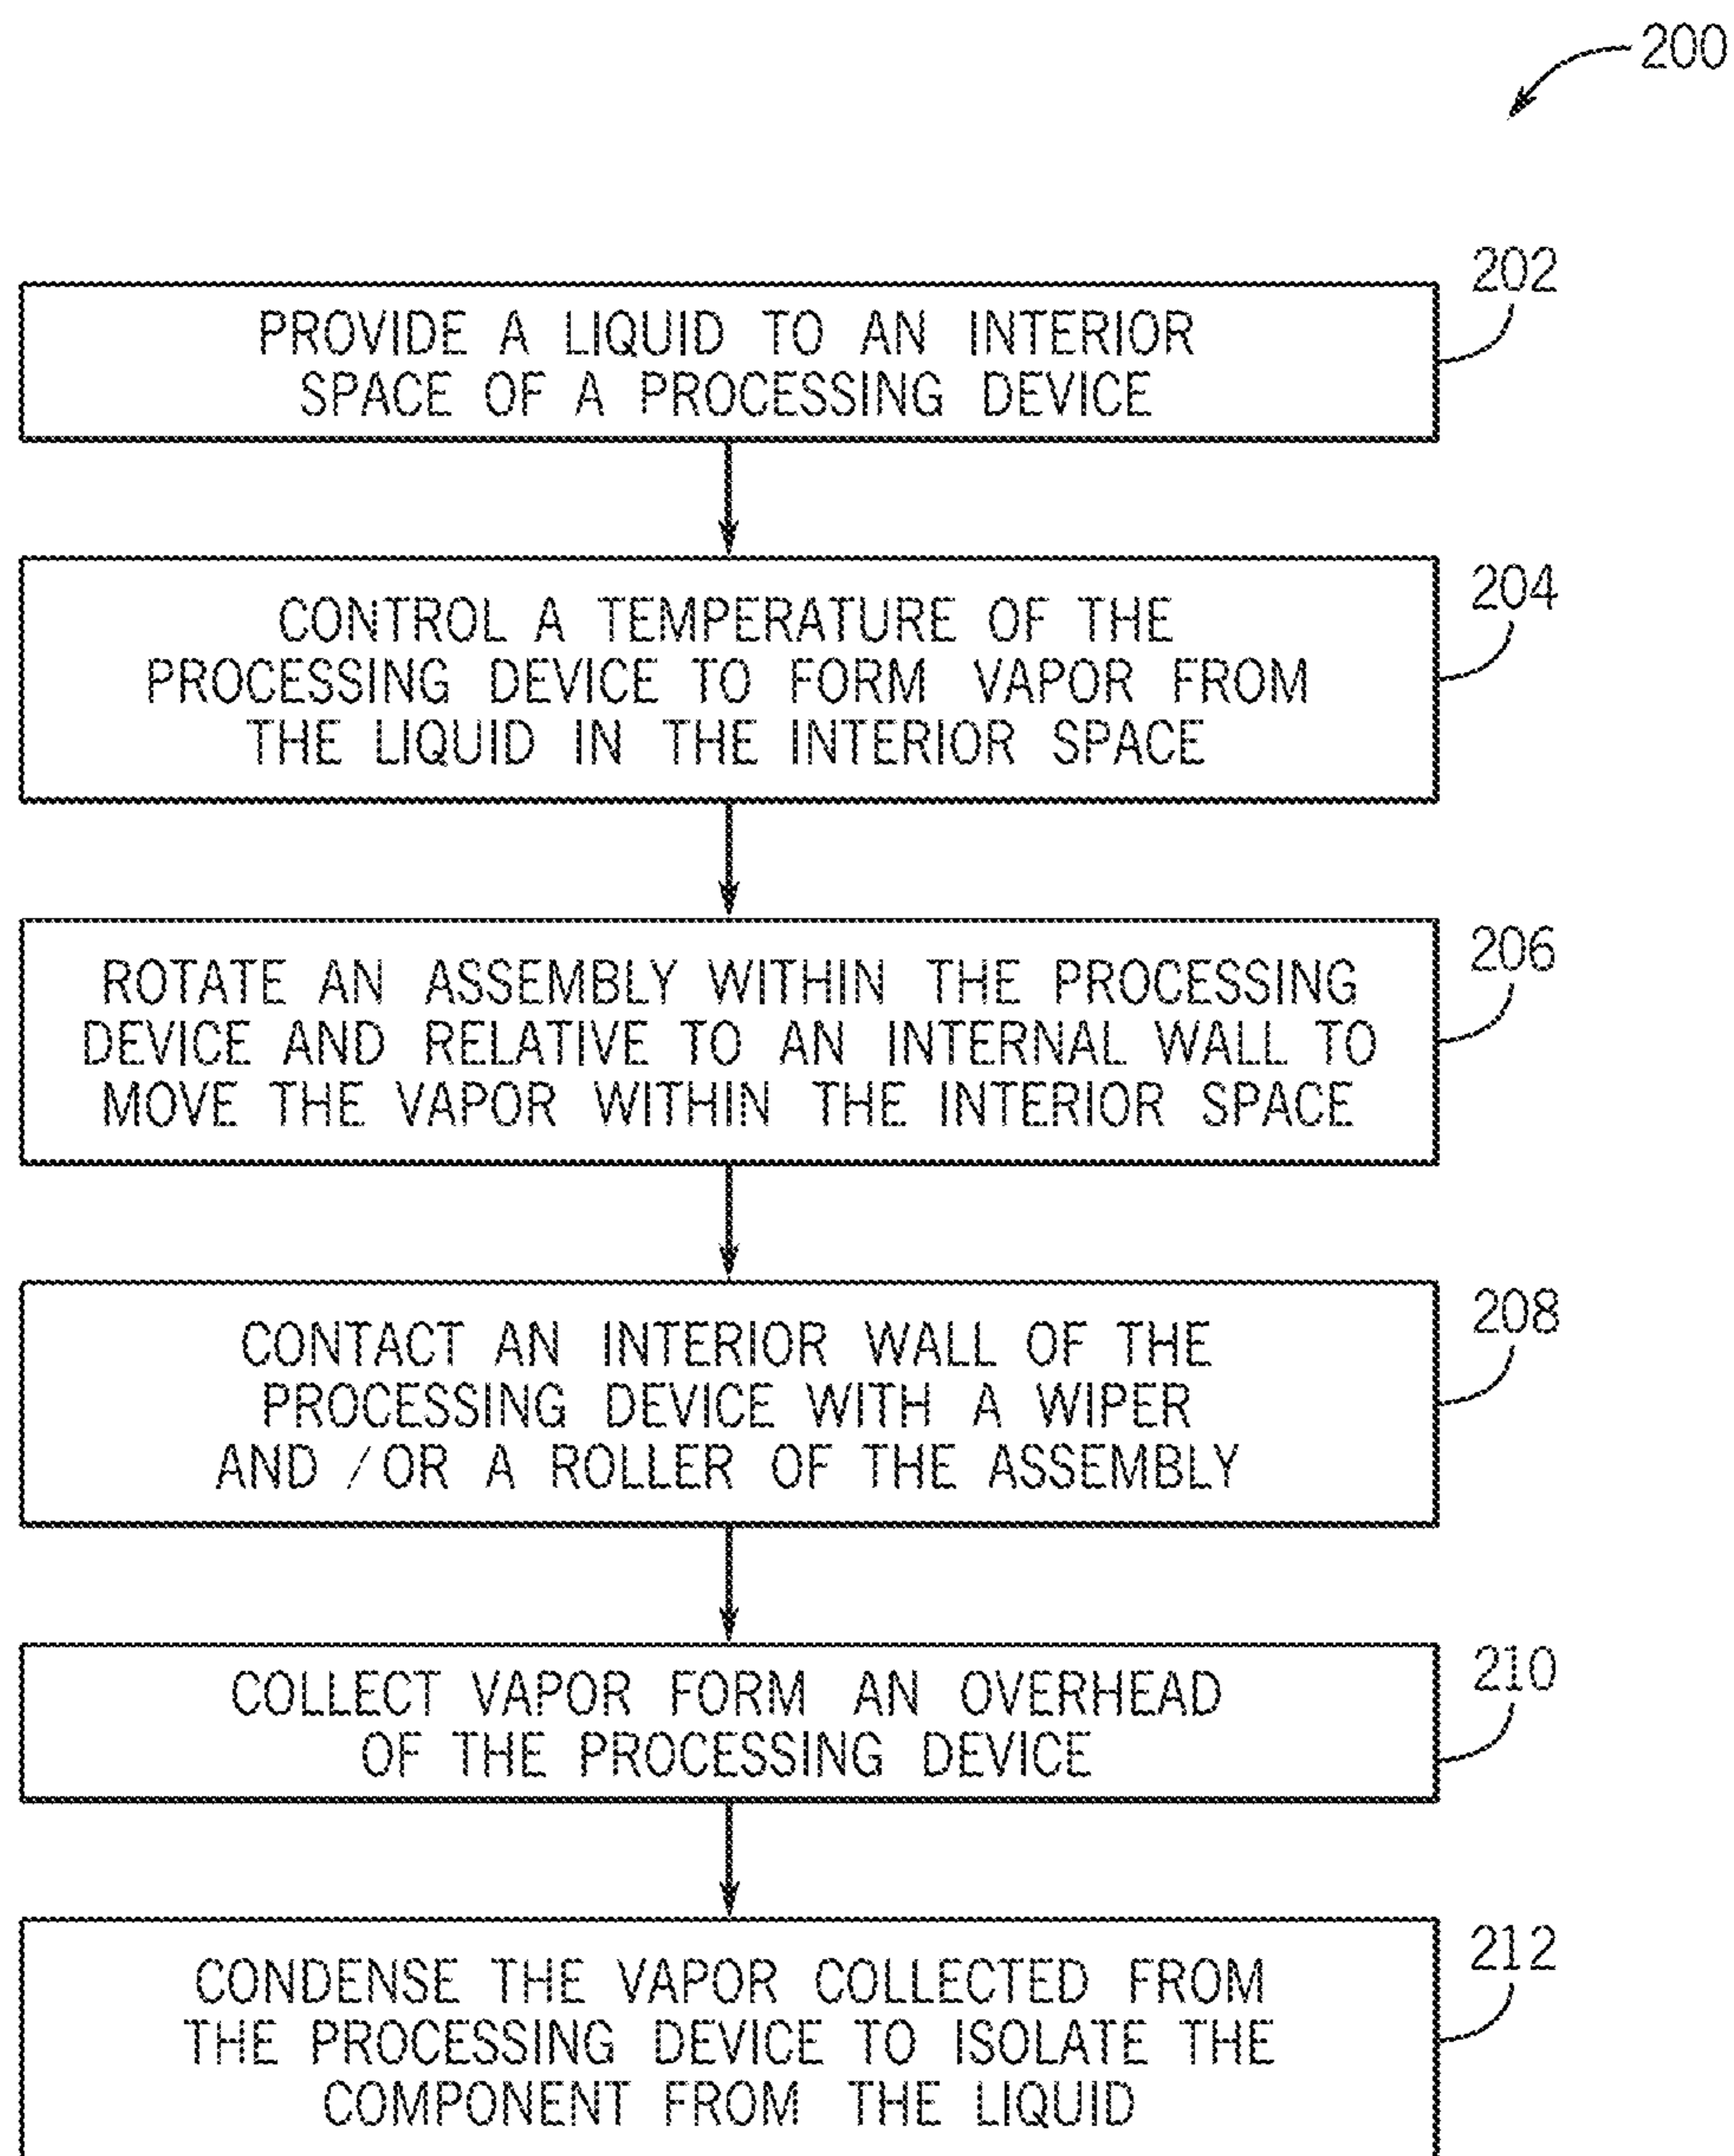 200
202
PROVIDE A LIQUID TO AN INTERIOR
SPACE OF A PROCESSING DEVICE
204
CONTROL A TEMPERATURE OF THE
PROCESSING DEVICE TO FORM VAPOR FROM
THE LIQUID IN THE INTERIOR SPACE
206
ROTATE AN ASSEMBLY WITHIN THE PROCESSING
DEVICE AND RELATIVE TO AN INTERNAL WALL TO
MOVE THE VAPOR WITHIN THE INTERIOR SPACE
208
CONTACT AN INTERIOR WALL OF THE
PROCESSING DEVICE WITH A WIPER
AND /OR A ROLLER OF THE ASSEMBLY
210
COLLECT VAPOR FORM AN OVERHEAD
OF THE PROCESSING DEVICE
212
CONDENSE THE VAPOR COLLECTED FROM
THE PROCESSING DEVICE TO ISOLATE THE
COMPONENT FROM THE LIQUID